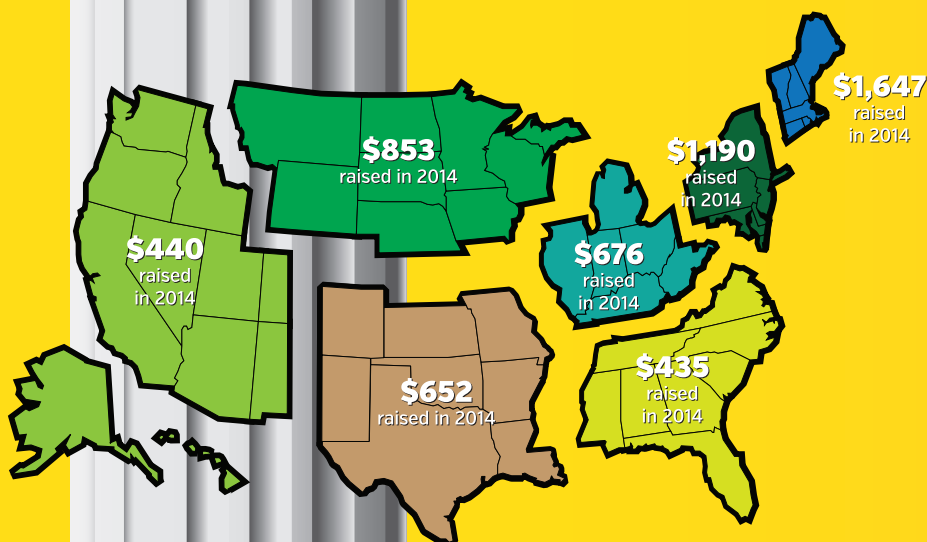 $1,647
raised
in 2014
$853
raised in 2014
$1,190
raised
in 2014
$440
raised
in 2014
$676
raised
in 2014
$435
raised
in 2014
$652
raised in 2014